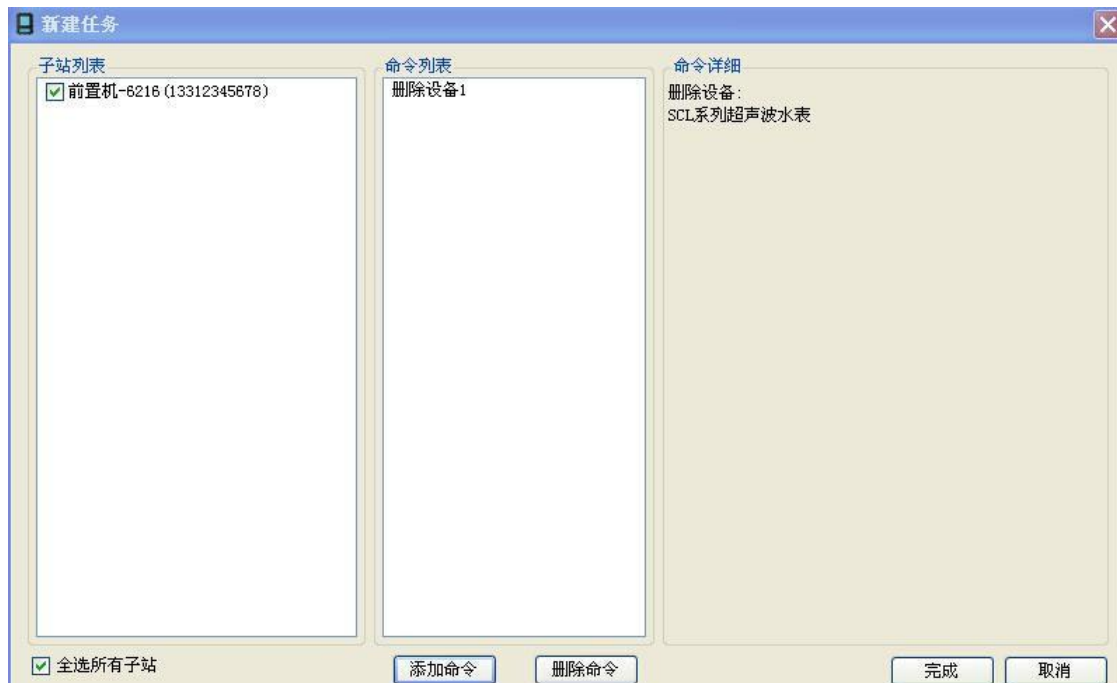 新建任务
子站列表
前置机-6216(13312345678)
命令列表
删除设备1
命令详细
删除设备:
SCL系列超声波水表
全选所有子站
添加命令
删除命令
完成
取消